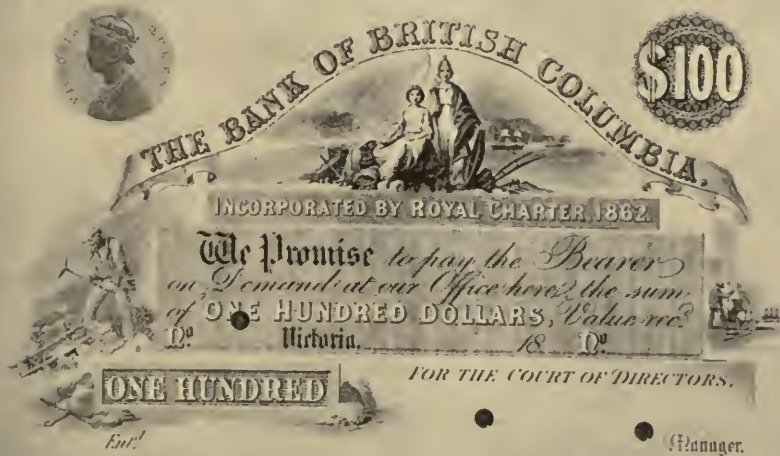 VICTORIA QUEEN
THE BANK OF BRITISH COLUMBIA.
$100
INCORPORATED BY ROYAL CHARTER, 1862.
We Promise to pay the Bearer
on Demand at our Office here, the sum
of ONE HUNDRED DOLLARS, Value recd.
No Victoria, 18 No
ONE HUNDRED
FOR THE COURT OF DIRECTORS.
Entd. Manager.